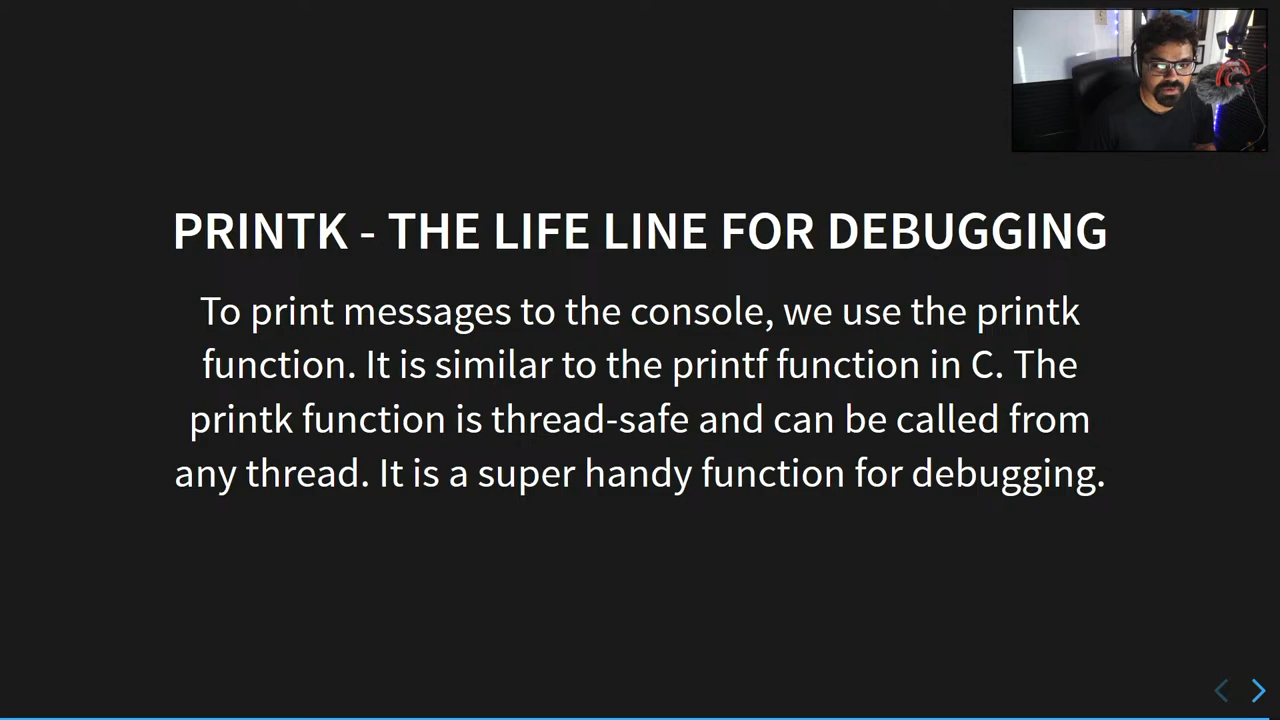 PRINTK - THE LIFE LINE FOR DEBUGGING
To print messages to the console, we use the printk
function. It is similar to the printf function in C. The
printk function is thread-safe and can be called from
any thread. It is a super handy function for debugging.